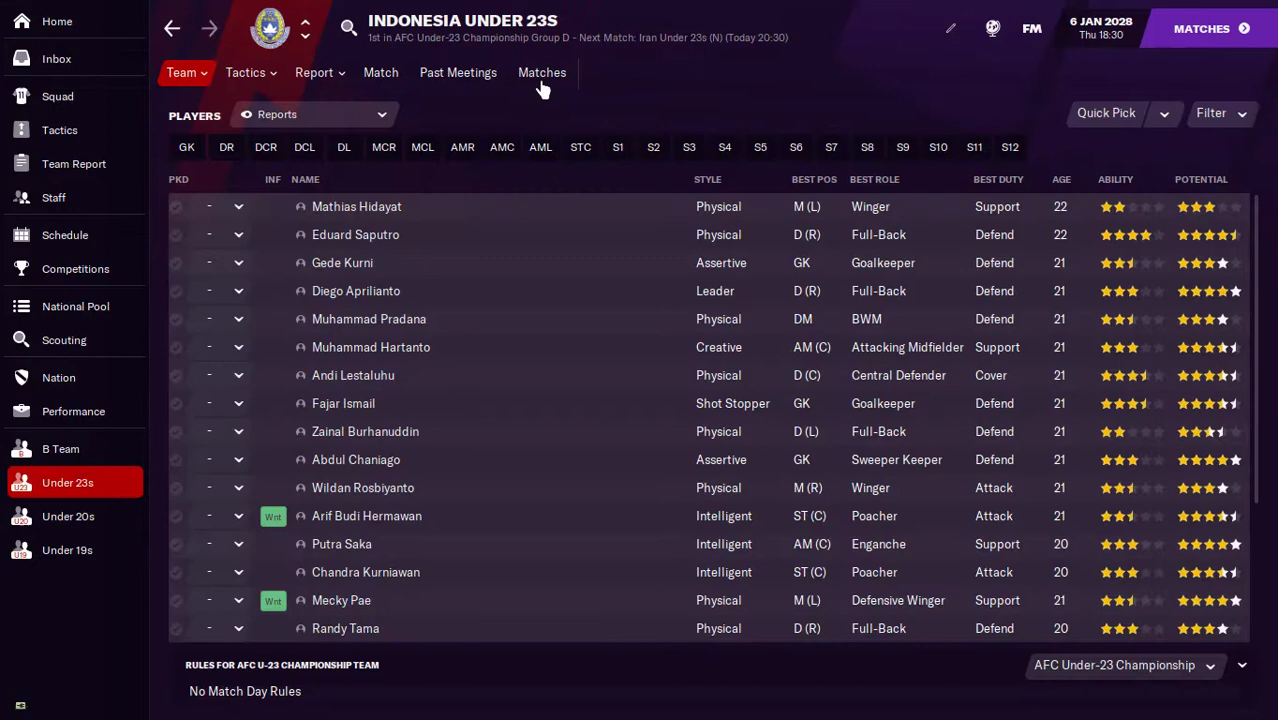 Home
Inbox
Squad
Tactics
Team Report
Staff
Schedule
Competitions
National Pool
Scouting
Nation
Performance
B Team
Under 23s
Under 20s
Under 19s
INDONESIA UNDER 23S
1st in AFC Under-23 Championship Group D - Next Match: Iran Under 23s (N) (Today 20:30)
FM
6 JAN 2028
Thu 18:30
MATCHES
Team Tactics Report Match Past Meetings Matches
PLAYERS Reports Quick Pick Filter
GK DR DCR DCL DL MCR MCL AMR AMC AML STC S1 S2 S3 S4 S5 S6 S7 S8 S9 S10 S11 S12
PKD INF NAME STYLE BEST POS BEST ROLE BEST DUTY AGE ABILITY POTENTIAL
- Mathias Hidayat Physical M (L) Winger Support 22
- Eduard Saputro Physical D (R) Full-Back Defend 22
- Gede Kurni Assertive GK Goalkeeper Defend 21
- Diego Aprilianto Leader D (R) Full-Back Defend 21
- Muhammad Pradana Physical DM BWM Defend 21
- Muhammad Hartanto Creative AM (C) Attacking Midfielder Support 21
- Andi Lestaluhu Physical D (C) Central Defender Cover 21
- Fajar Ismail Shot Stopper GK Goalkeeper Defend 21
- Zainal Burhanuddin Physical D (L) Full-Back Defend 21
- Abdul Chaniago Assertive GK Sweeper Keeper Defend 21
- Wildan Rosbiyanto Physical M (R) Winger Attack 21
- Wnt Arif Budi Hermawan Intelligent ST (C) Poacher Attack 21
- Putra Saka Intelligent AM (C) Enganche Support 20
- Chandra Kurniawan Intelligent ST (C) Poacher Attack 20
- Wnt Mecky Pae Physical M (L) Defensive Winger Support 21
- Randy Tama Physical D (R) Full-Back Defend 20
RULES FOR AFC U-23 CHAMPIONSHIP TEAM AFC Under-23 Championship
No Match Day Rules